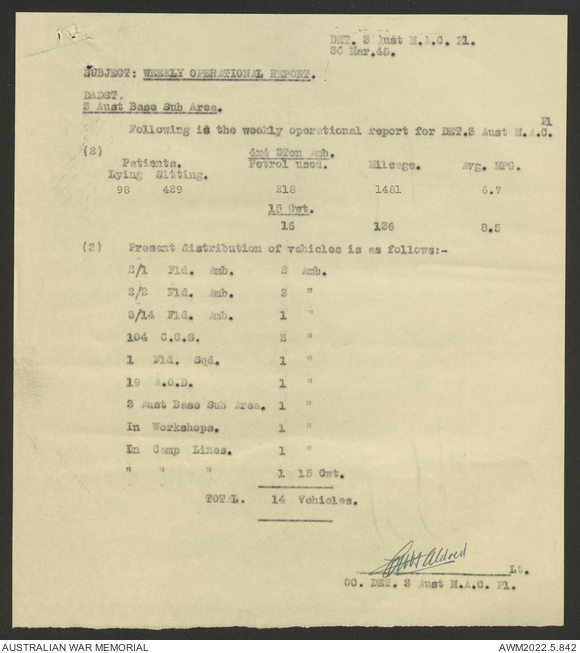 DET. 3 Aust M.A.C. Pl.
30 Mar.45.
SUBJECT: WEEKLY OPERATIONAL REPORT.
DADST.
3 Aust Base Sub Area.
Following is the weekly operational report for DET.3 Aust M.A.C. Pl
(2) 4x4 3Ton Amb.
Patients. Petrol used. Mileage. Avg. MPG.
Lying Sitting.
98 429 218 1481 6.7
15 Cwt.
16 136 8.5
(3) Present distribution of vehicles is as follows:-
2/1 Fld. Amb. 2 Amb.
2/2 Fld. Amb. 3 "
3/14 Fld. Amb. 1 "
104 C.C.S. 2 "
1 Fld. Sqd. 1 "
19 A.O.D. 1 "
3 Aust Base Sub Area. 1 "
In Workshops. 1 "
In Camp Lines. 1 "
" " " 1 15 Cwt.
TOTAL. 14 Vehicles.
Aldred Lt.
OC. DET. 3 Aust M.A.C. Pl.
AUSTRALIAN WAR MEMORIAL AWM2022.5.842